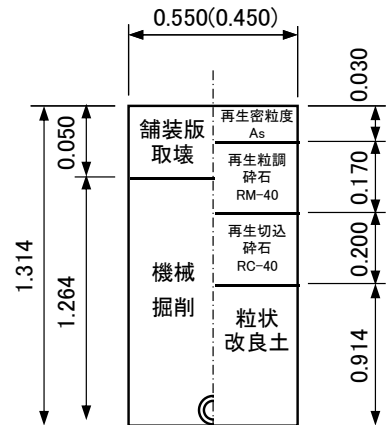 0.550(0.450)
0.030
舗装版
取壊
再生密粒度
As
0.050
再生粒調
砕石
RM-40
0.170
1.314
1.264
機械
掘削
再生切込
砕石
RC-40
0.200
粒状
改良土
0.914